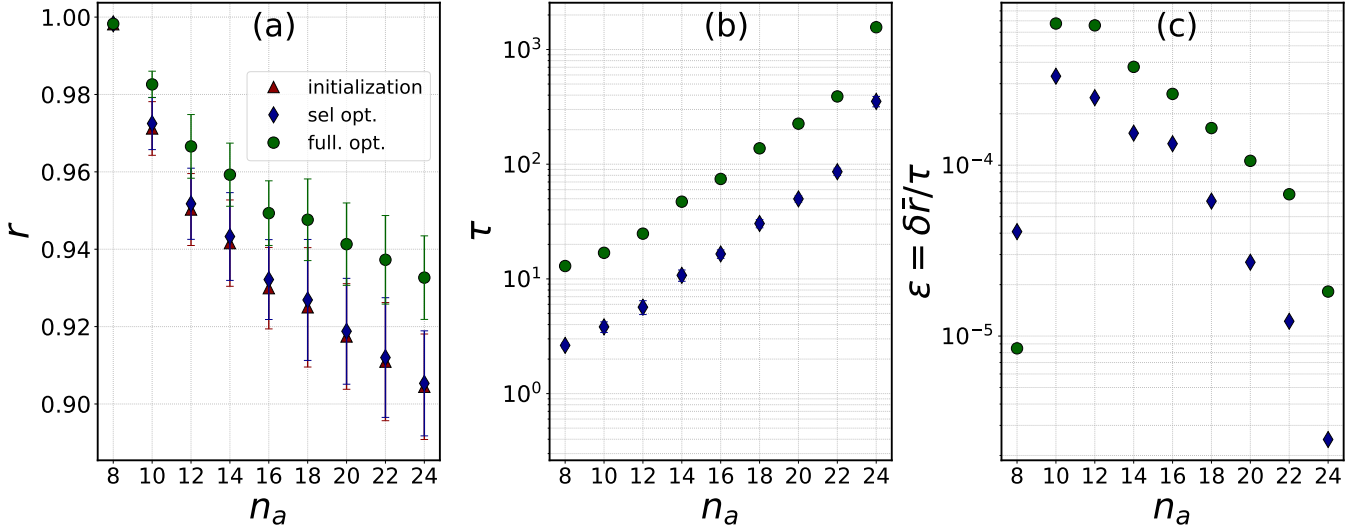 (a)
1.00
0.98
0.96
0.94
0.92
0.90
r
initialization
sel opt.
full. opt.
8 10 12 14 16 18 20 22 24
n_a
(b)
10^3
10^2
10^1
10^0
τ
8 10 12 14 16 18 20 22 24
n_a
(c)
10^{-4}
10^{-5}
ε = δr̄/τ
8 10 12 14 16 18 20 22 24
n_a